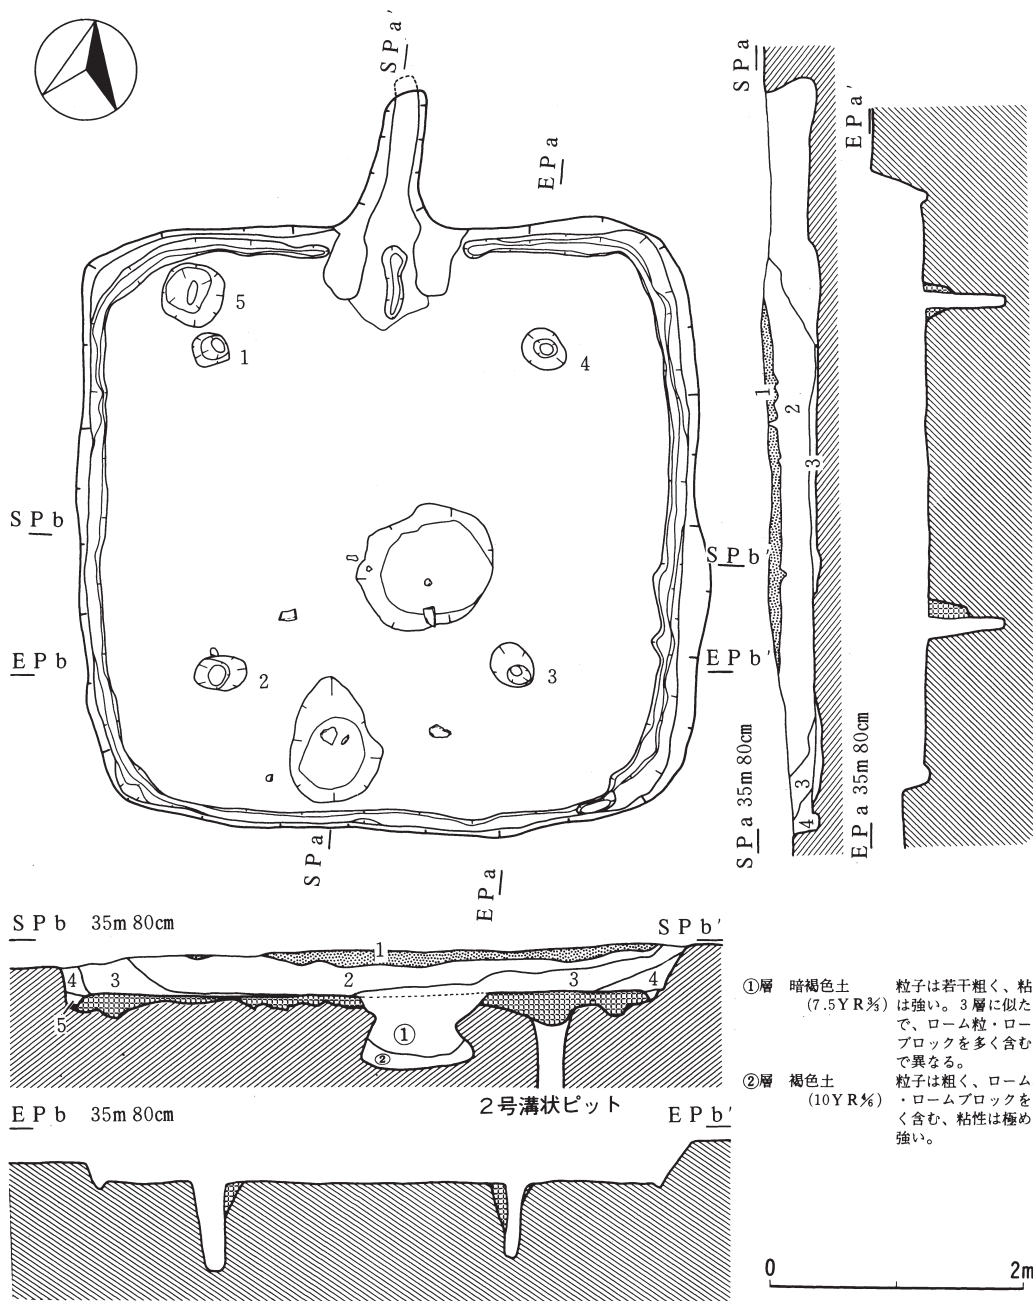 SPa′
EPa
5
1
4
SPb
SPb′
EPb
EPb′
2
3
SPa
EPa
SPa
1
2
3
3
4
SPa 35m 80cm
EPa′
EPa 35m 80cm
SPb 35m 80cm
SPb′
1
4 3 2 3 4
5
①
②
2号溝状ピット
EPb 35m 80cm
EPb′
①層 暗褐色土 粒子は若干粗く、粘
(7.5YR3/3) は強い。3層に似た
で、ローム粒・ロー
ブロックを多く含む
で異なる。
②層 褐色土 粒子は粗く、ローム
(10YR4/6) ・ロームブロックを
く含む、粘性は極め
強い。
0 2m